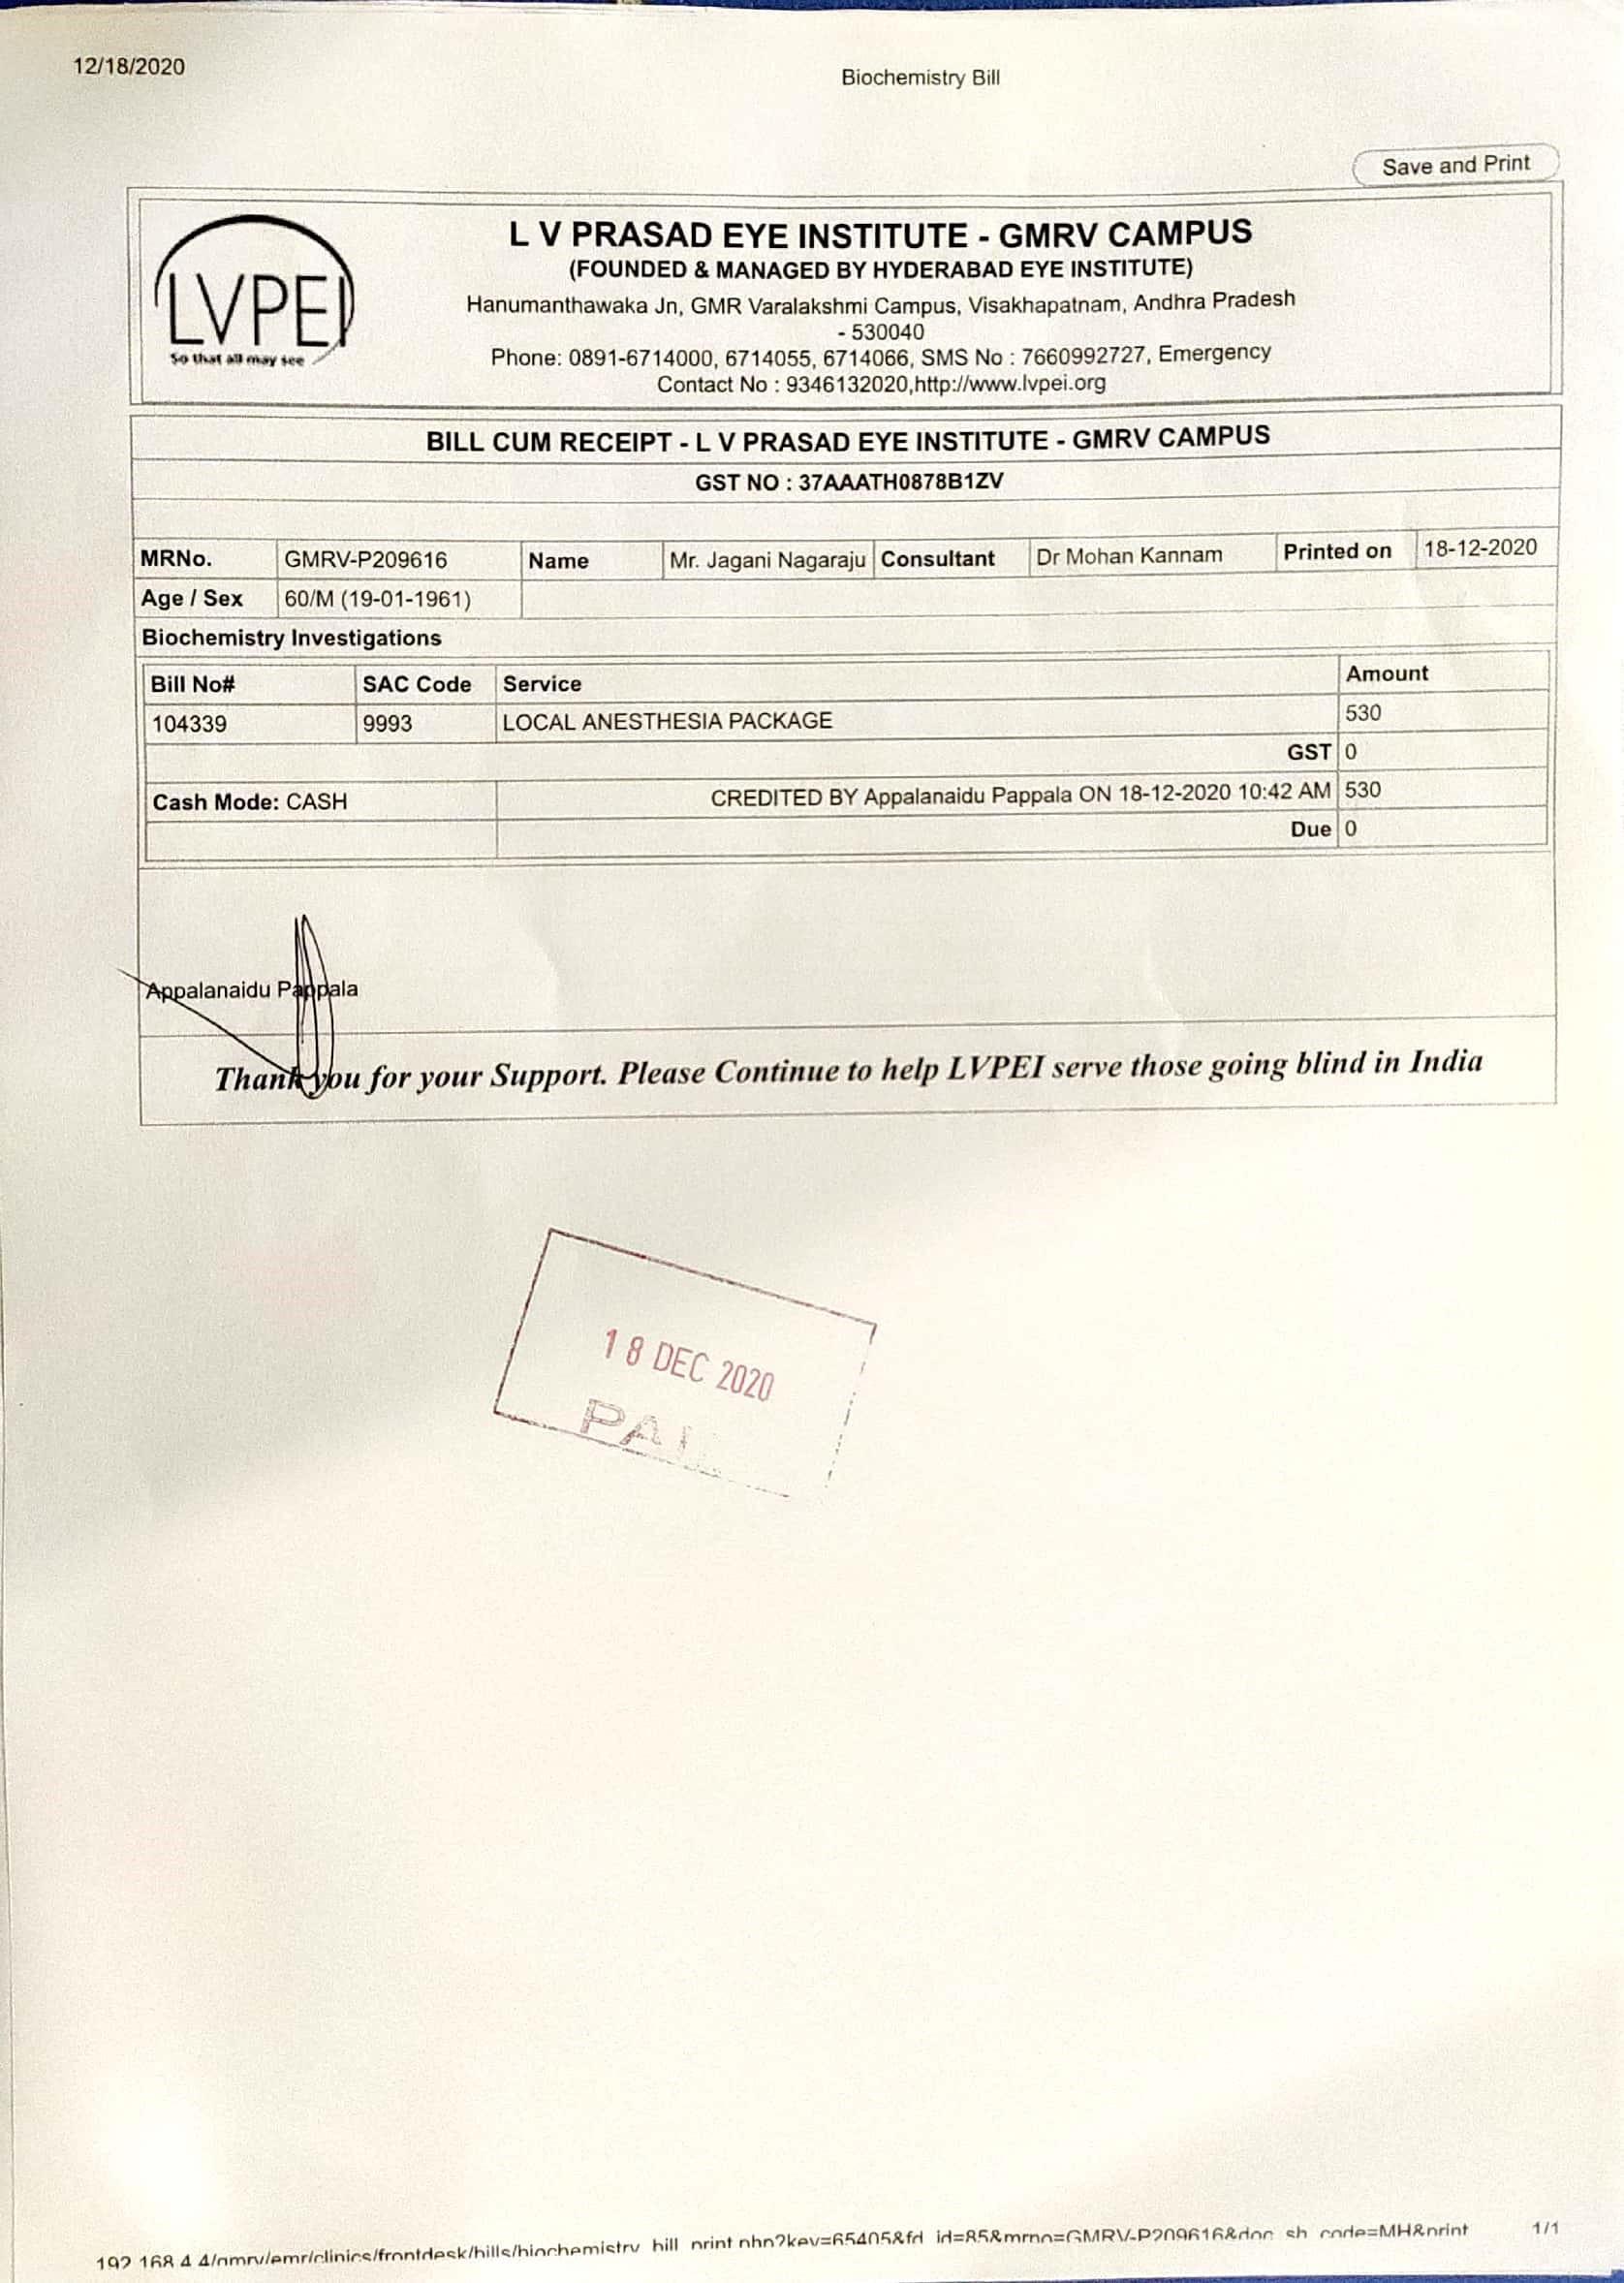 12/18/2020 Biochemistry Bill
Save and Print
LVPEI
So that all may see
L V PRASAD EYE INSTITUTE - GMRV CAMPUS
(FOUNDED & MANAGED BY HYDERABAD EYE INSTITUTE)
Hanumanthawaka Jn, GMR Varalakshmi Campus, Visakhapatnam, Andhra Pradesh
- 530040
Phone: 0891-6714000, 6714055, 6714066, SMS No : 7660992727, Emergency
Contact No : 9346132020,http://www.lvpei.org
BILL CUM RECEIPT - L V PRASAD EYE INSTITUTE - GMRV CAMPUS
GST NO : 37AAATH0878B1ZV
MRNo. GMRV-P209616 Name Mr. Jagani Nagaraju Consultant Dr Mohan Kannam Printed on 18-12-2020
Age / Sex 60/M (19-01-1961)
Biochemistry Investigations
Bill No# SAC Code Service Amount
104339 9993 LOCAL ANESTHESIA PACKAGE 530
GST 0
Cash Mode: CASH CREDITED BY Appalanaidu Pappala ON 18-12-2020 10:42 AM 530
Due 0
Appalanaidu Pappala
Thank you for your Support. Please Continue to help LVPEI serve those going blind in India
18 DEC 2020
192.168.4.4/gmrv/emr/clinics/frontdesk/bills/biochemistry_bill_print.php?key=65405&fd_id=85&mrno=GMRV-P209616&doc_sh_code=MH&print 1/1